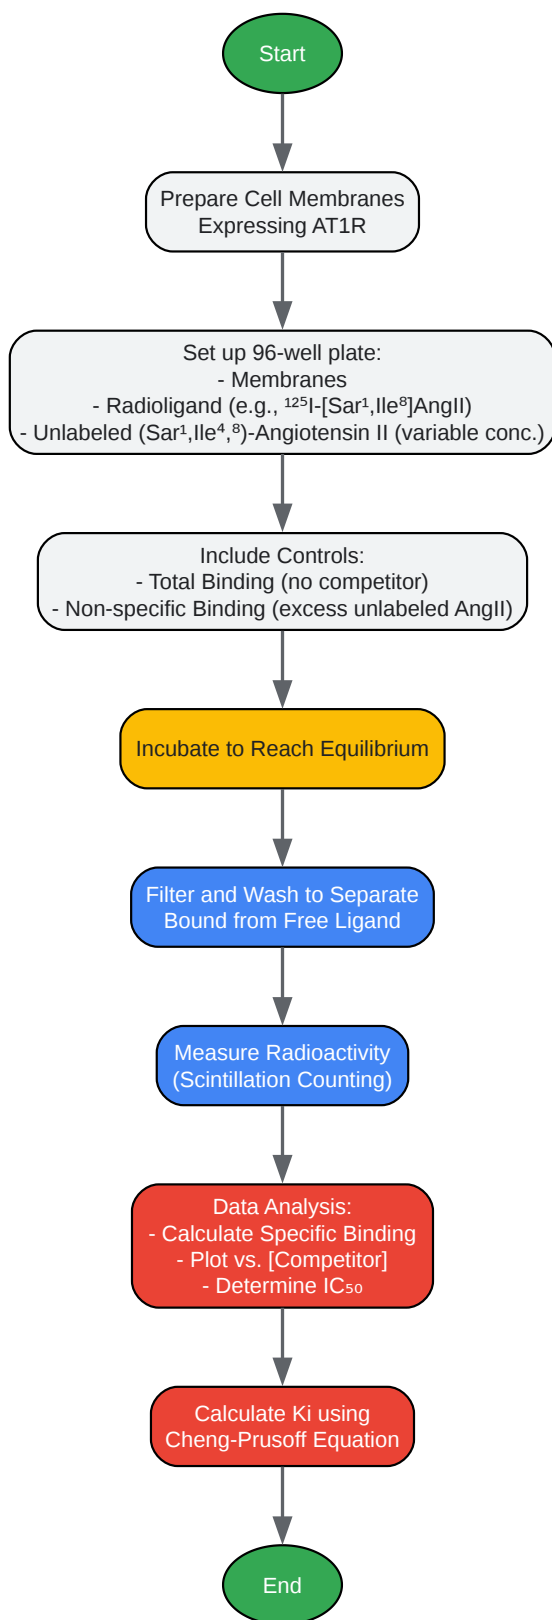 Start
Prepare Cell Membranes
Expressing AT1R
Set up 96-well plate:
- Membranes
- Radioligand (e.g., ¹²⁵I-[Sar¹,Ile⁸]AngII)
- Unlabeled (Sar¹,Ile⁴,⁸)-Angiotensin II (variable conc.)
Include Controls:
- Total Binding (no competitor)
- Non-specific Binding (excess unlabeled AngII)
Incubate to Reach Equilibrium
Filter and Wash to Separate
Bound from Free Ligand
Measure Radioactivity
(Scintillation Counting)
Data Analysis:
- Calculate Specific Binding
- Plot vs. [Competitor]
- Determine IC₅₀
Calculate Ki using
Cheng-Prusoff Equation
End